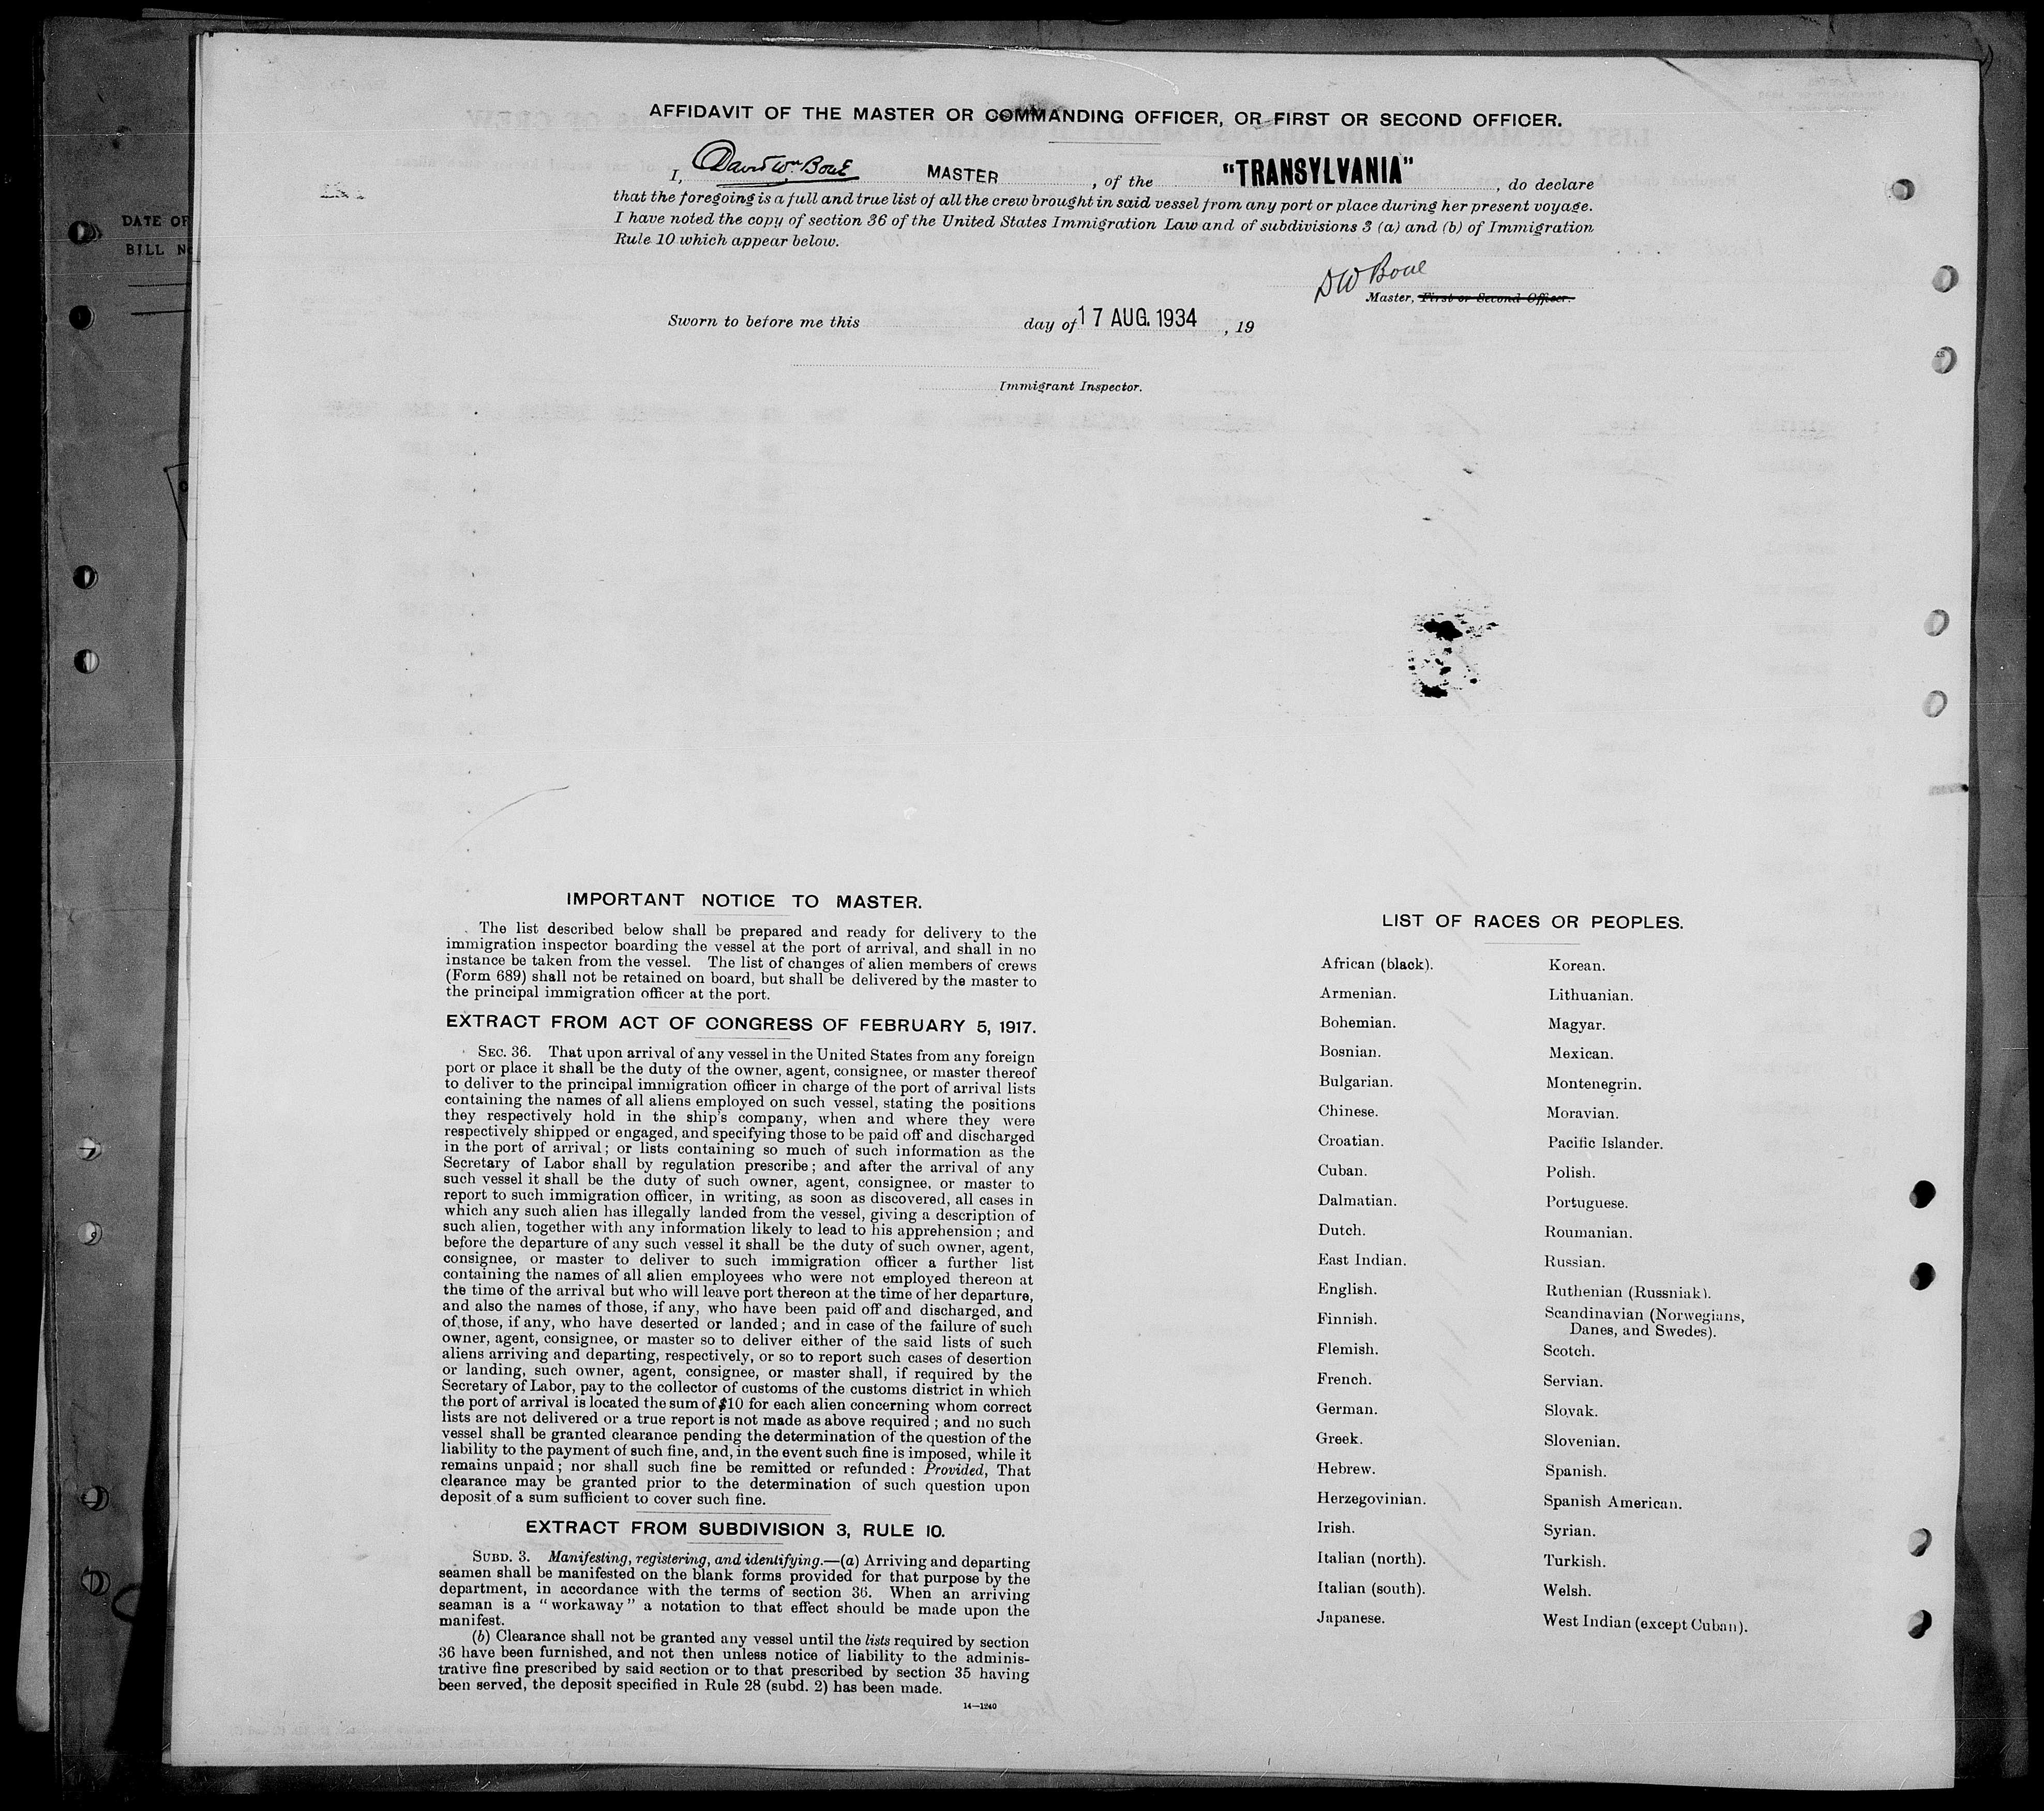 DATE OF
BILL NO
AFFIDAVIT OF THE MASTER OR COMMANDING OFFICER, OR FIRST OR SECOND OFFICER.
I, David Wm Bone MASTER, of the "TRANSYLVANIA", do declare
that the foregoing is a full and true list of all the crew brought in said vessel from any port or place during her present voyage.
I have noted the copy of section 36 of the United States Immigration Law and of subdivisions 3 (a) and (b) of Immigration
Rule 10 which appear below.
DW Bone
Master, First or Second Officer.
Sworn to before me this day of 17 AUG. 1934, 19
Immigrant Inspector.
IMPORTANT NOTICE TO MASTER.
The list described below shall be prepared and ready for delivery to the
immigration inspector boarding the vessel at the port of arrival, and shall in no
instance be taken from the vessel. The list of changes of alien members of crews
(Form 689) shall not be retained on board, but shall be delivered by the master to
the principal immigration officer at the port.
EXTRACT FROM ACT OF CONGRESS OF FEBRUARY 5, 1917.
SEC. 36. That upon arrival of any vessel in the United States from any foreign
port or place it shall be the duty of the owner, agent, consignee, or master thereof
to deliver to the principal immigration officer in charge of the port of arrival lists
containing the names of all aliens employed on such vessel, stating the positions
they respectively hold in the ship's company, when and where they were
respectively shipped or engaged, and specifying those to be paid off and discharged
in the port of arrival; or lists containing so much of such information as the
Secretary of Labor shall by regulation prescribe; and after the arrival of any
such vessel it shall be the duty of such owner, agent, consignee, or master to
report to such immigration officer, in writing, as soon as discovered, all cases in
which any such alien has illegally landed from the vessel, giving a description of
such alien, together with any information likely to lead to his apprehension; and
before the departure of any such vessel it shall be the duty of such owner, agent,
consignee, or master to deliver to such immigration officer a further list
containing the names of all alien employees who were not employed thereon at
the time of the arrival but who will leave port thereon at the time of her departure,
and also the names of those, if any, who have been paid off and discharged, and
of those, if any, who have deserted or landed; and in case of the failure of such
owner, agent, consignee, or master so to deliver either of the said lists of such
aliens arriving and departing, respectively, or so to report such cases of desertion
or landing, such owner, agent, consignee, or master shall, if required by the
Secretary of Labor, pay to the collector of customs of the customs district in which
the port of arrival is located the sum of $10 for each alien concerning whom correct
lists are not delivered or a true report is not made as above required; and no such
vessel shall be granted clearance pending the determination of the question of the
liability to the payment of such fine, and, in the event such fine is imposed, while it
remains unpaid; nor shall such fine be remitted or refunded: Provided, That
clearance may be granted prior to the determination of such question upon
deposit of a sum sufficient to cover such fine.
EXTRACT FROM SUBDIVISION 3, RULE 10.
SUBD. 3. Manifesting, registering, and identifying.—(a) Arriving and departing
seamen shall be manifested on the blank forms provided for that purpose by the
department, in accordance with the terms of section 36. When an arriving
seaman is a "workaway" a notation to that effect should be made upon the
manifest.
(b) Clearance shall not be granted any vessel until the lists required by section
36 have been furnished, and not then unless notice of liability to the adminis-
trative fine prescribed by said section or to that prescribed by section 35 having
been served, the deposit specified in Rule 28 (subd. 2) has been made.
14—1240
LIST OF RACES OR PEOPLES.
African (black).
Armenian.
Bohemian.
Bosnian.
Bulgarian.
Chinese.
Croatian.
Cuban.
Dalmatian.
Dutch.
East Indian.
English.
Finnish.
Flemish.
French.
German.
Greek.
Hebrew.
Herzegovinian.
Irish.
Italian (north).
Italian (south).
Japanese.
Korean.
Lithuanian.
Magyar.
Mexican.
Montenegrin.
Moravian.
Pacific Islander.
Polish.
Portuguese.
Roumanian.
Russian.
Ruthenian (Russniak).
Scandinavian (Norwegians,
Danes, and Swedes).
Scotch.
Servian.
Slovak.
Slovenian.
Spanish.
Spanish American.
Syrian.
Turkish.
Welsh.
West Indian (except Cuban).